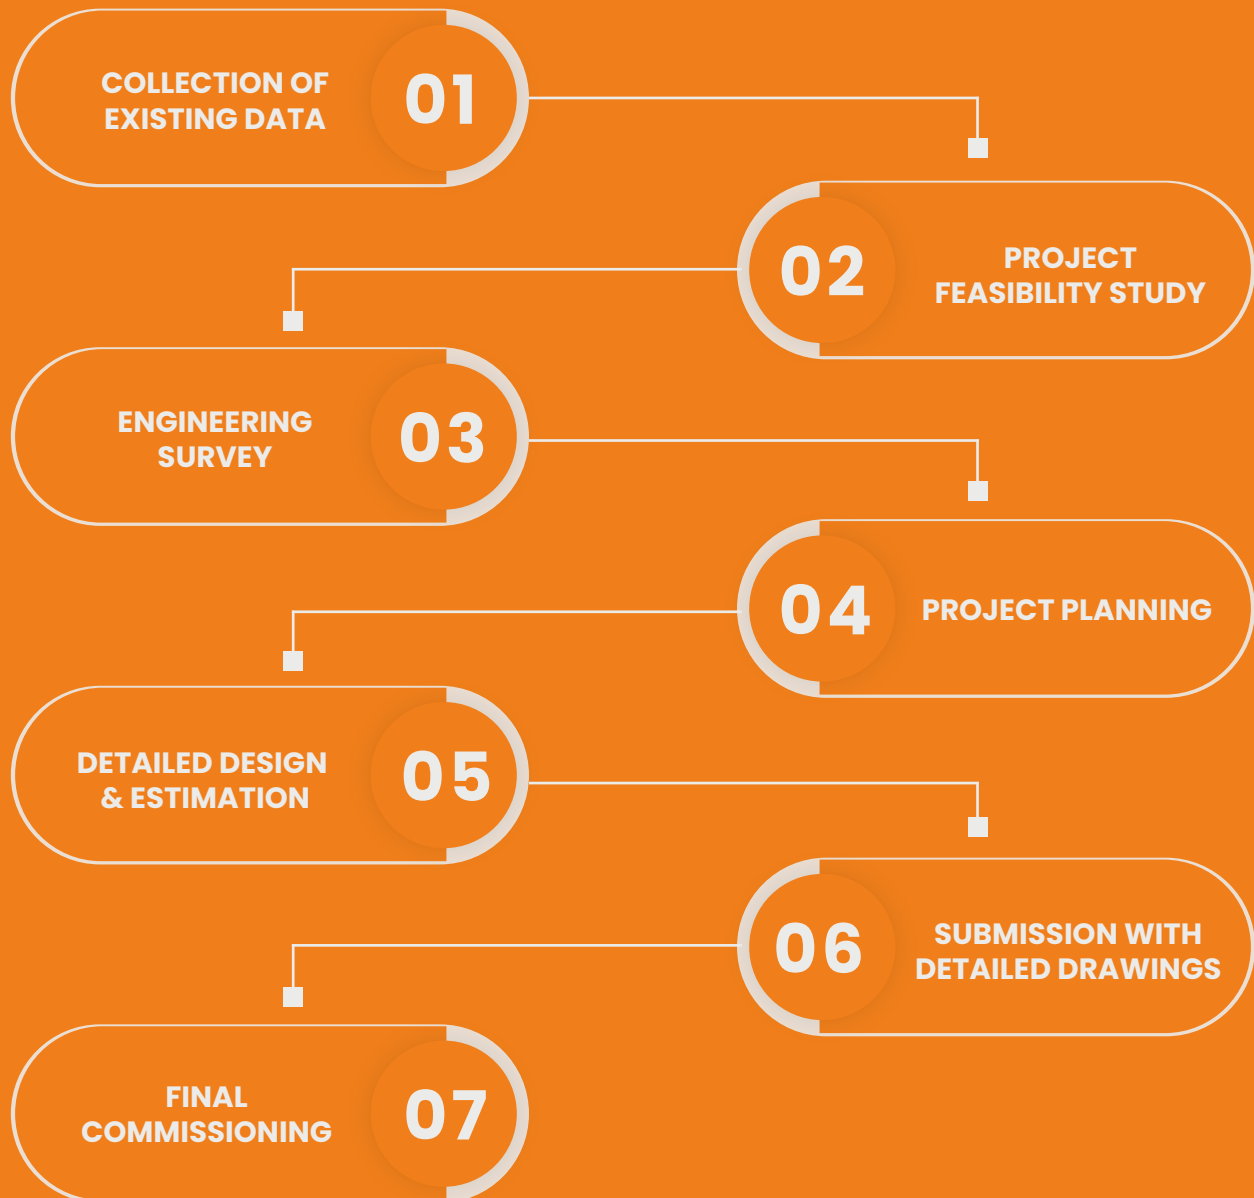 COLLECTION OF
EXISTING DATA
01
02
PROJECT
FEASIBILITY STUDY
ENGINEERING
SURVEY
03
04
PROJECT PLANNING
DETAILED DESIGN
& ESTIMATION
05
06
SUBMISSION WITH
DETAILED DRAWINGS
FINAL
COMMISSIONING
07